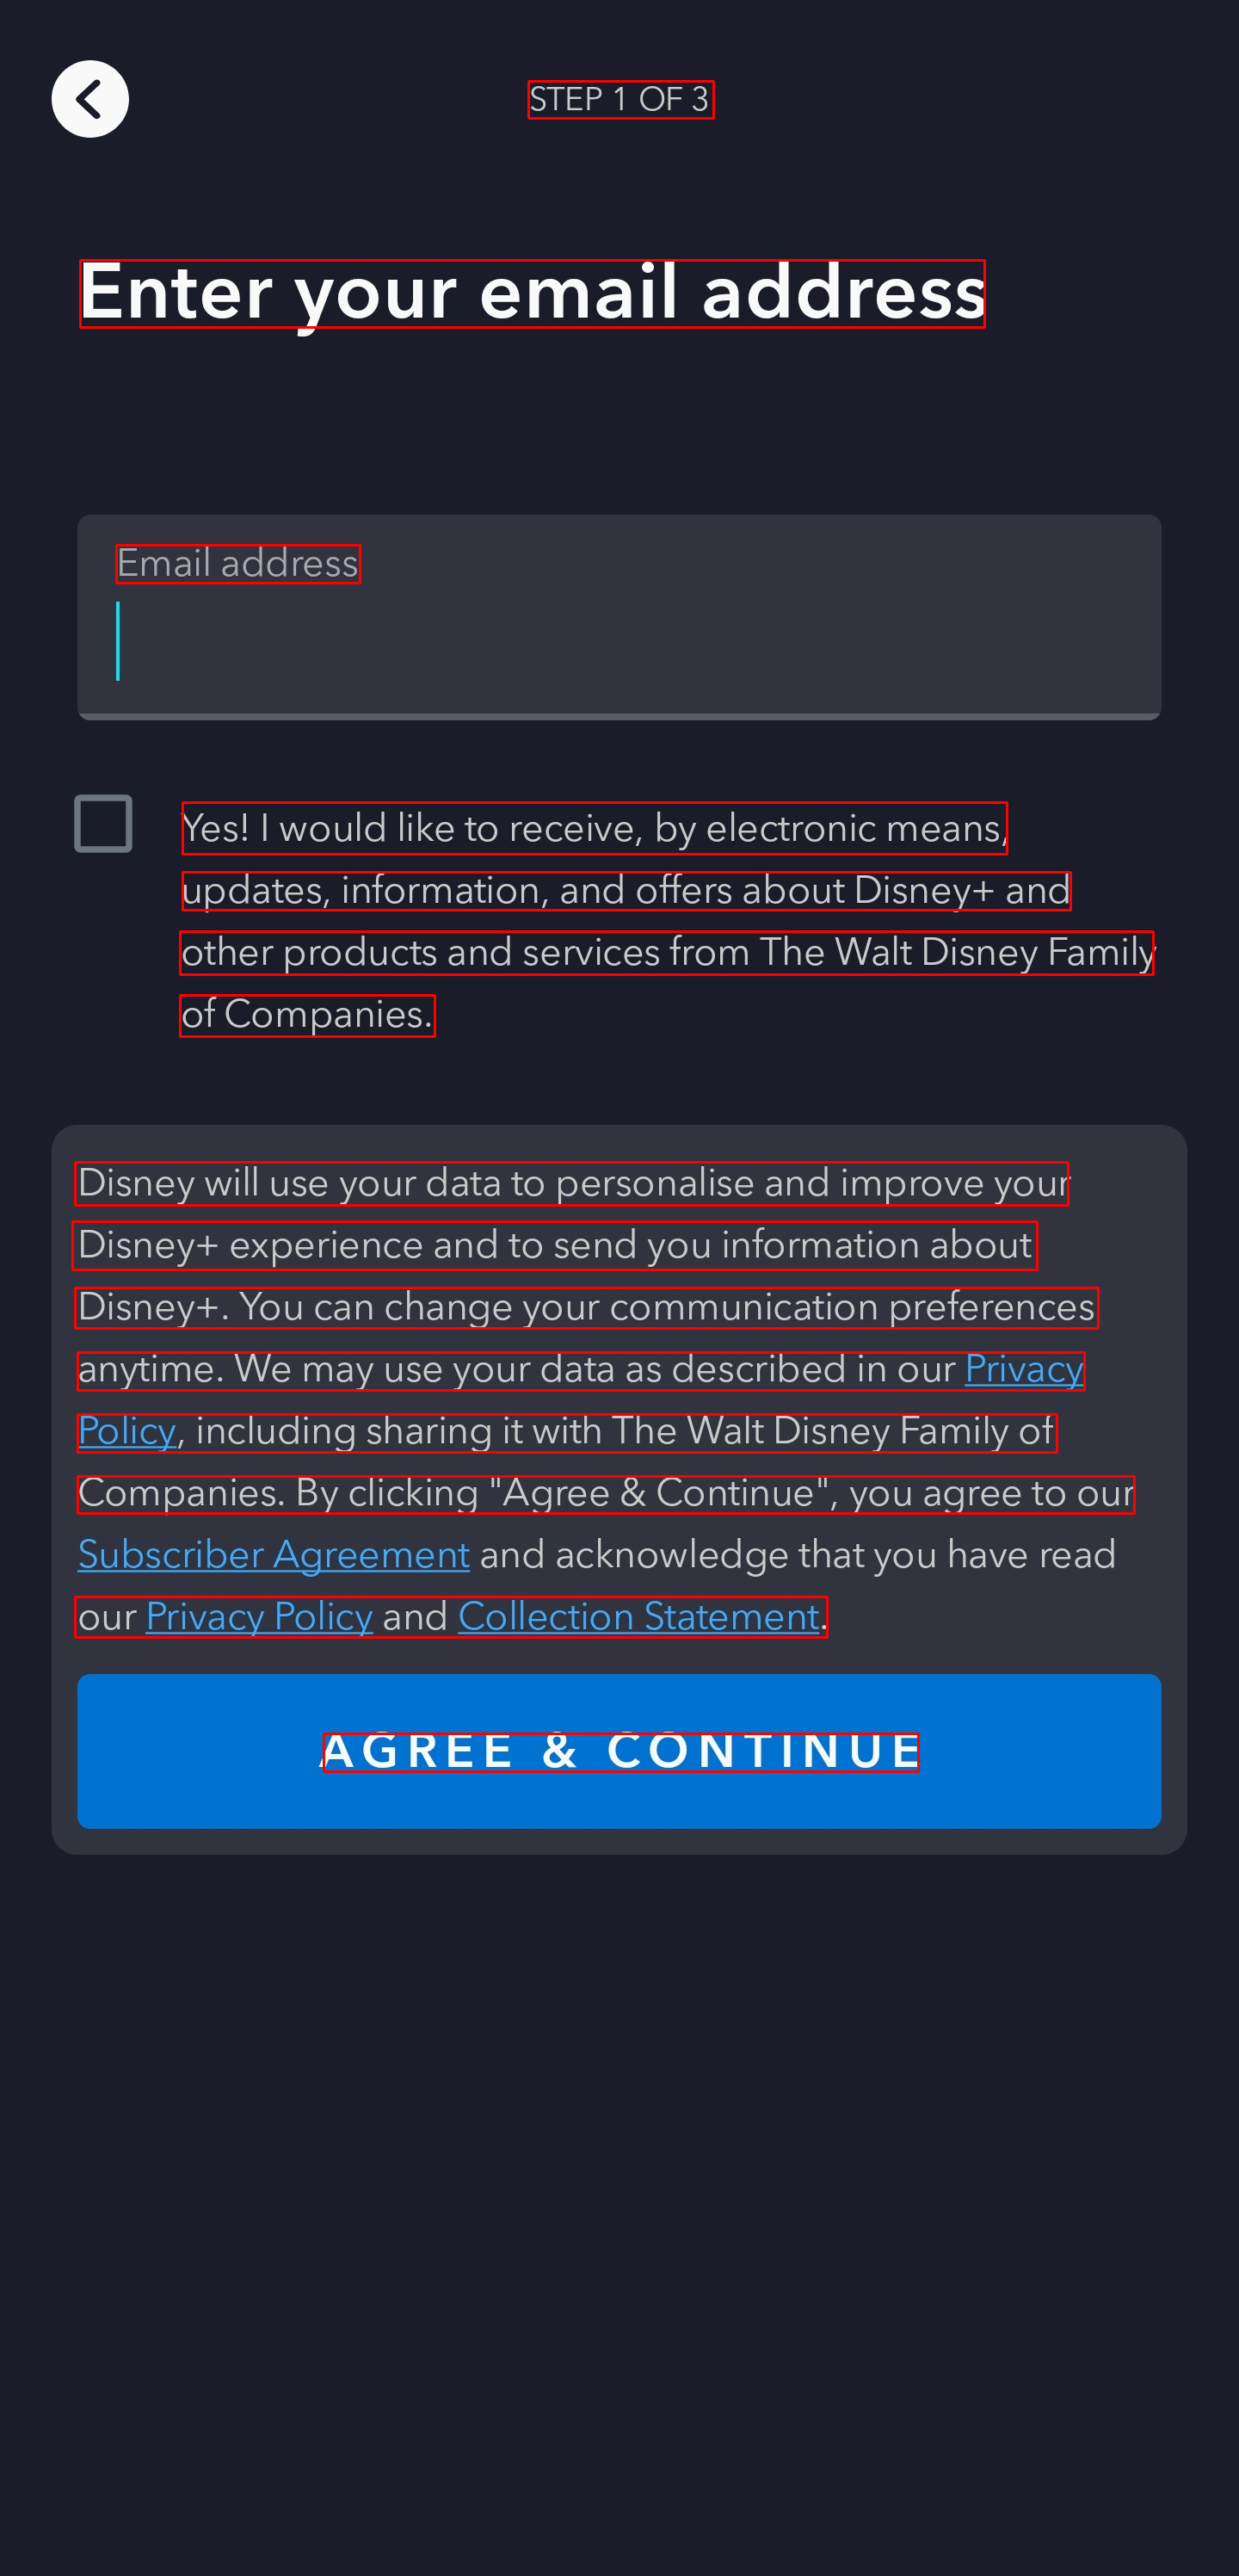 STEP 1 OF 3
Enter your email address
Email address
Yes! I would like to receive, by electronic means,
updates, information, and offers about Disney+ and
other products and services from The Walt Disney Family
of Companies.
Disney will use your data to personalise and improve your
Disney+ experience and to send you information about
Disney+. You can change your communication preferences
anytime. We may use your data as described in our Privacy
Policy, including sharing it with The Walt Disney Family of
Companies. By clicking "Agree & Continue", you agree to our
Subscriber Agreement and acknowledge that you have read
our Privacy Policy and Collection Statement.
AGREE & CONTINUE